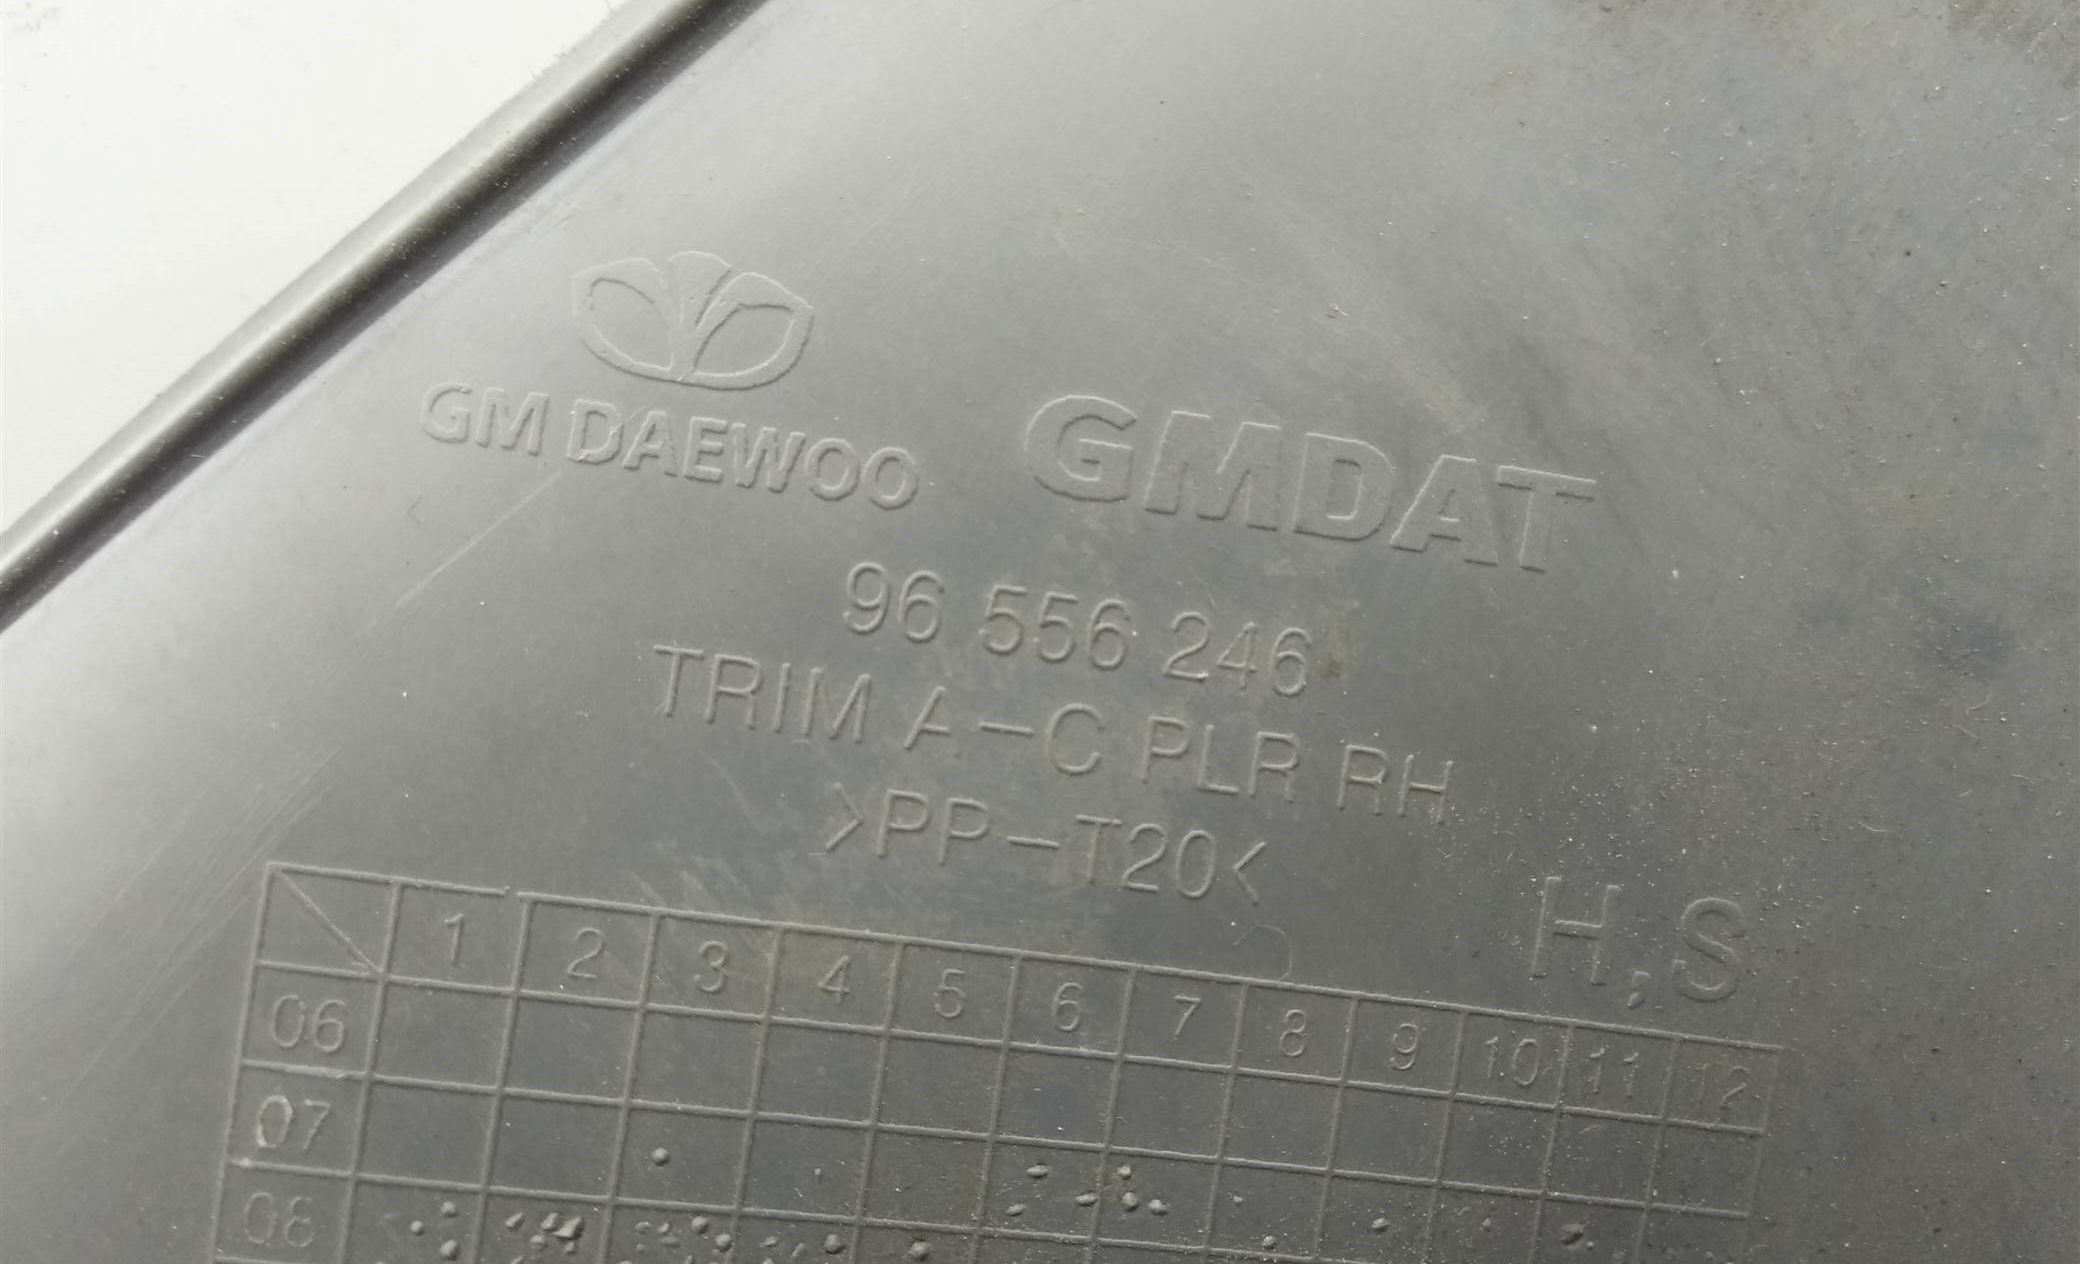 GM DAEWOO GMDAT
96 556 246
TRIM A-C PLR RH
>PP-T20<
H,S
1 2 3 4 5 6 7 8 9 10 11 12
06
07
08